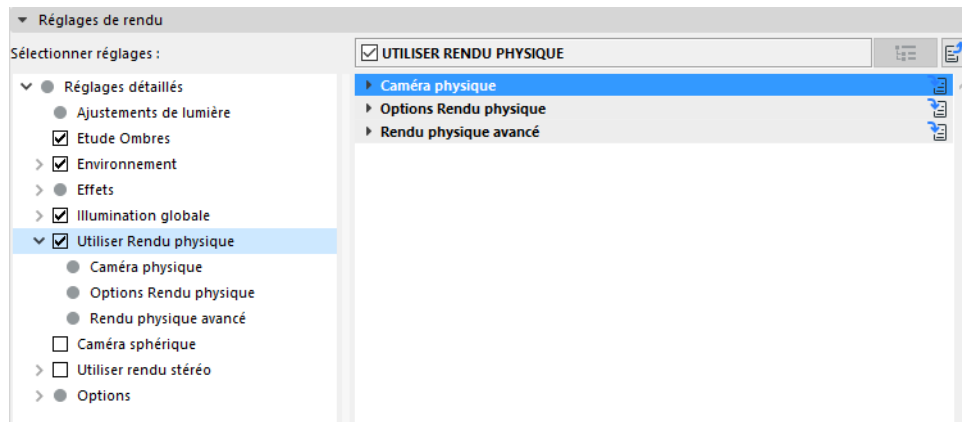 Réglages de rendu
Sélectionner réglages :
UTILISER RENDU PHYSIQUE
Réglages détaillés
Ajustements de lumière
Etude Ombres
Environnement
Effets
Illumination globale
Utiliser Rendu physique
Caméra physique
Options Rendu physique
Rendu physique avancé
Caméra sphérique
Utiliser rendu stéréo
Options
Caméra physique
Options Rendu physique
Rendu physique avancé